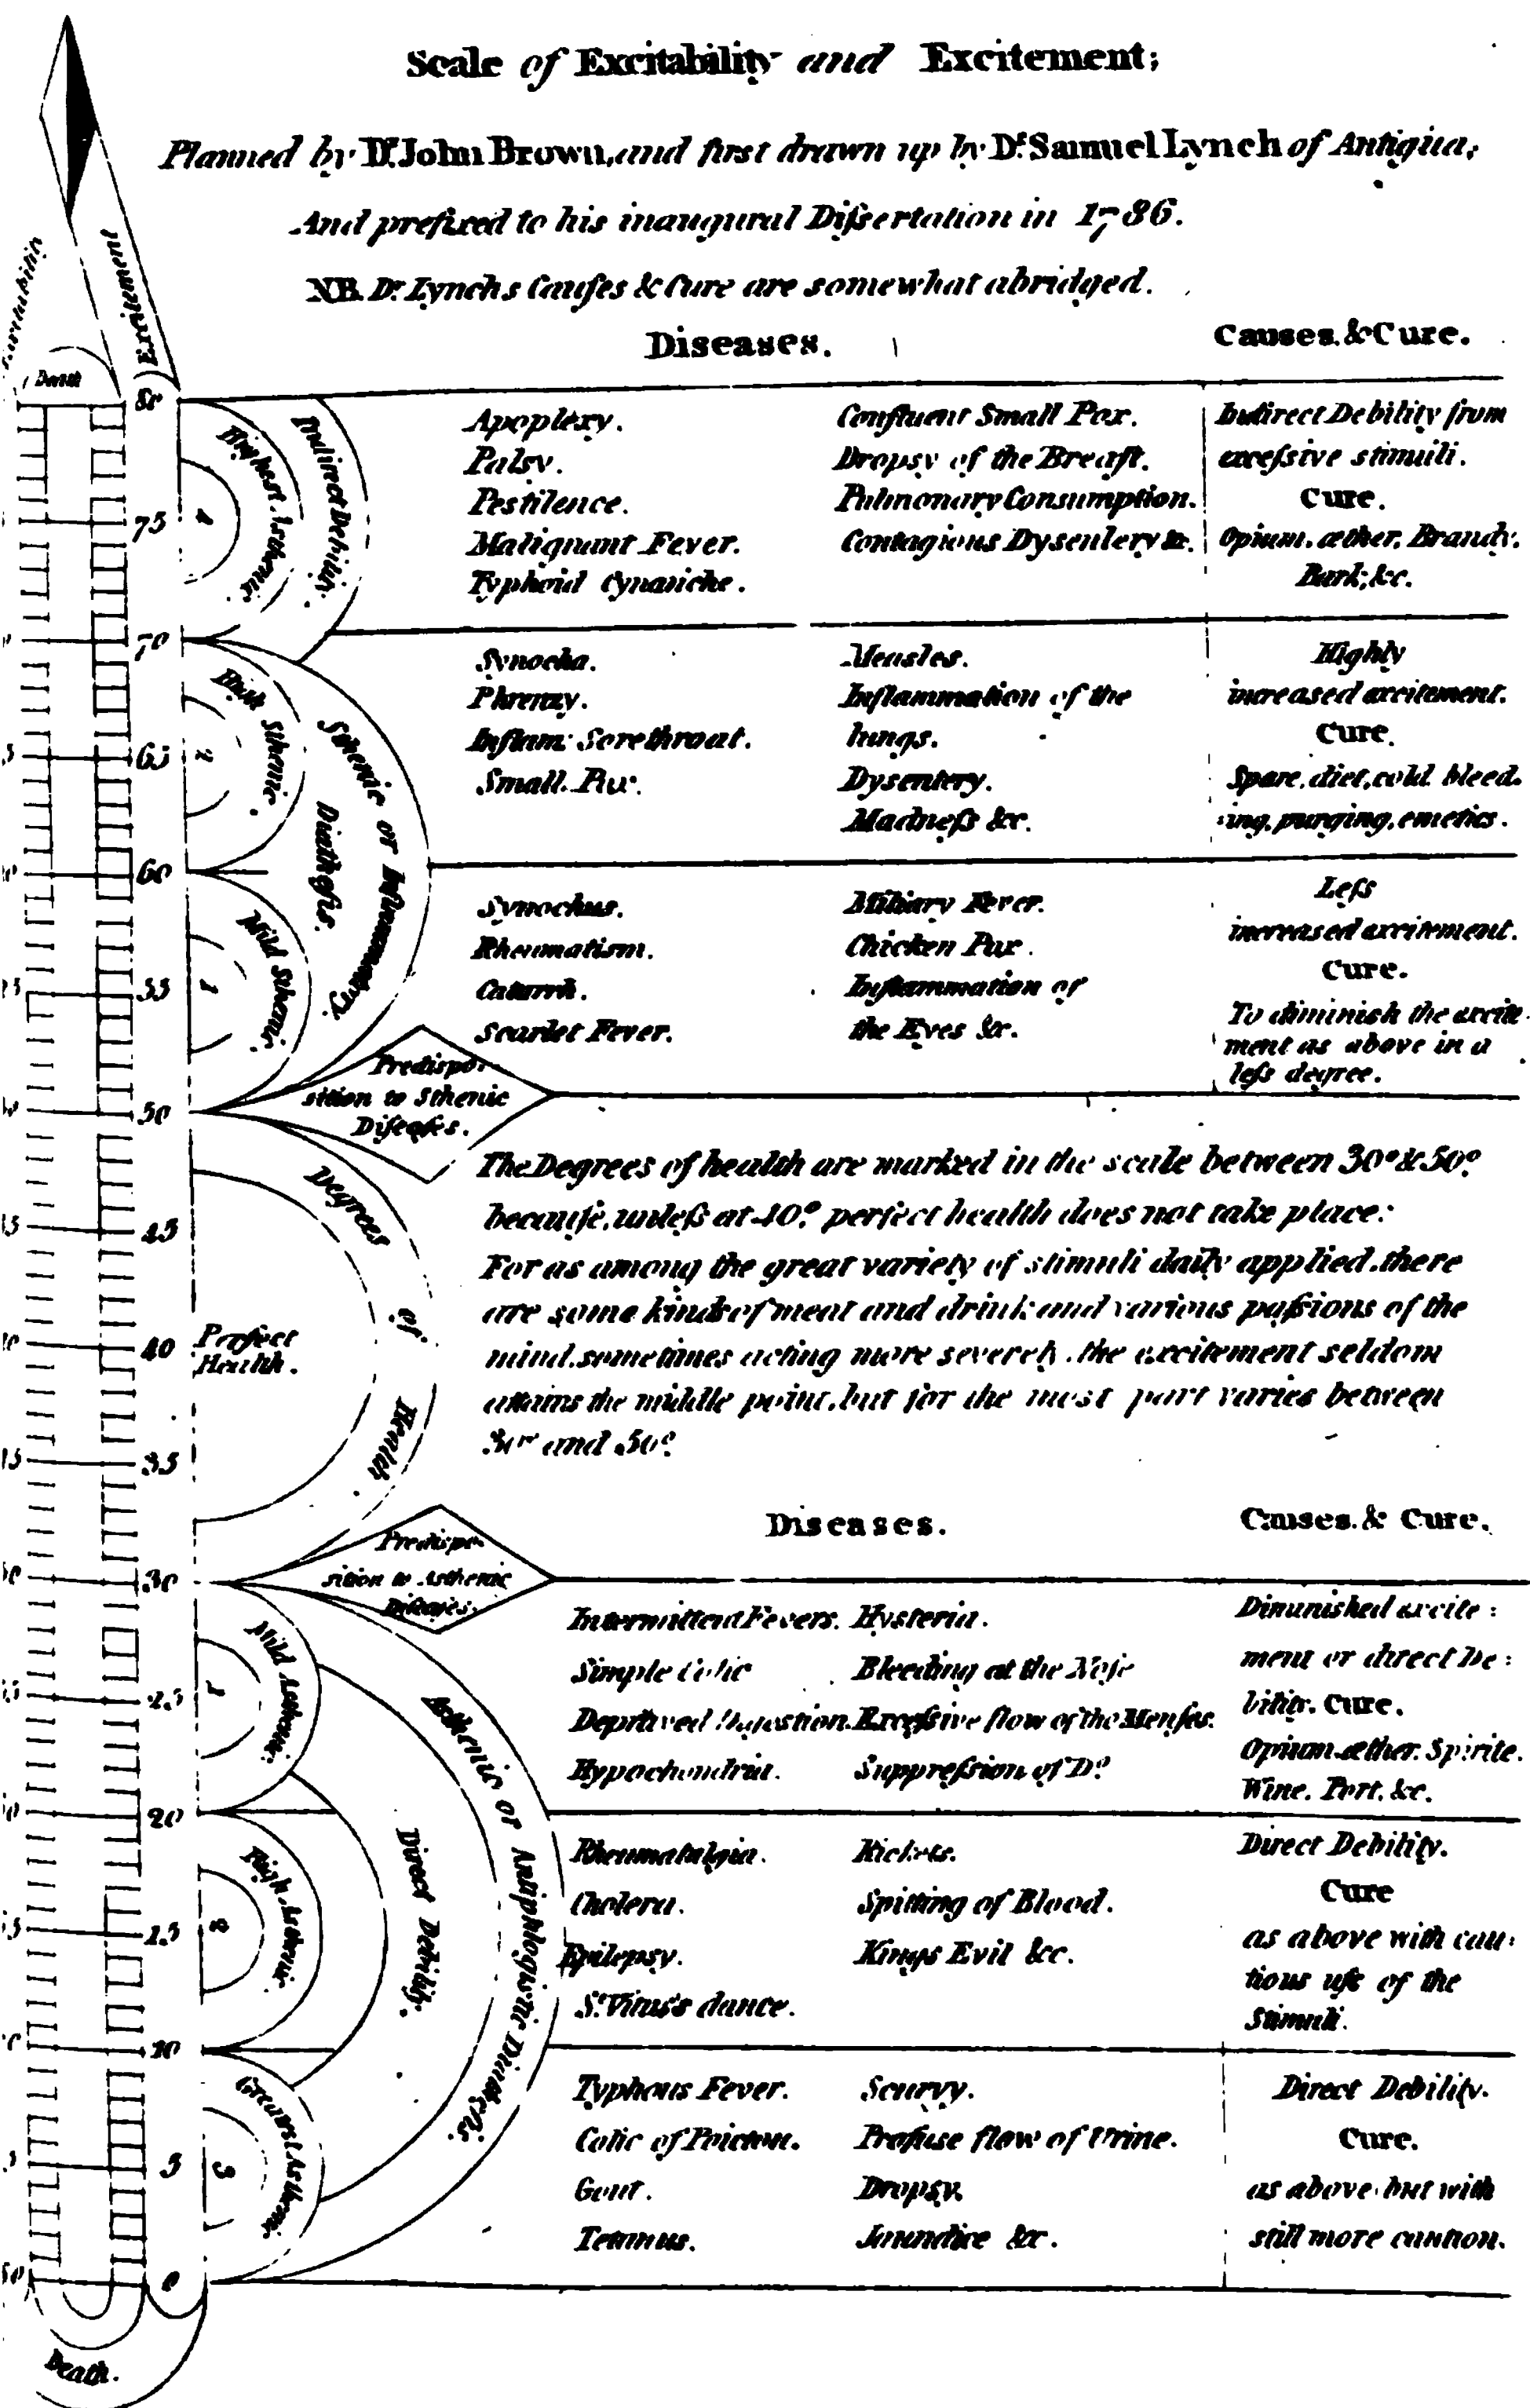 Scale of Excitability and Excitement;
Planned by Dr. John Brown, and first drawn up by Dr. Samuel Lynch of Antigua;
And prefixed to his inaugural Dißertation in 1786.
NB. Dr. Lynchs Causes & Cure are somewhat abridged.
Excitability
Excitement
Diseases.
Causes. & Cure.
Death
80
75
70
Highest Asthenic.
Indirect Debility.
Apoplexy.
Palsy.
Pestilence.
Malignant Fever.
Typhoid Cynanche.
Confluent Small Pox.
Dropsy of the Breast.
Pulmonary Consumption.
Contagious Dysentery &c.
Indirect Debility from
exceßive stimuli.
Cure.
Opium. æther. Brandy.
Bark; &c.
65
60
2
High Sthenic.
Sthenic or Inflammatory.
Diathesis.
Synocha.
Phrenzy.
Inflam: Sorethroat.
Small. Pox.
Measles.
Inflammation of the
lungs.
Dysentery.
Madneß &c.
Highly
increased excitement.
Cure.
Spare, diet, cold. bleed-
:ing. purging. emetics.
55
50
1
Mild Sthenic.
Synochus.
Rheumatism.
Catarrh.
Scarlet Fever.
Miliary Fever.
Chicken Pox.
Inflammation of
the Eyes &c.
Leß
increased excitement.
Cure.
To diminish the excite-
ment as above in a
leß degree.
Predispo-
sition to Sthenic
Diseases.
45
40
35
30
Perfect
Health.
Degrees of Health.
The Degrees of health are marked in the scale between 30° & 50°
because, unleß at 40° perfect health does not take place:
For as among the great variety of stimuli daily applied. there
are some kinds of meat and drink and various paßions of the
mind. sometimes acting more severely. the excitement seldom
attains the middle point. but for the most part varies between
30° and 50°
Diseases.
Causes. & Cure.
Predispo-
sition to Asthenic
Diseases.
25
20
1
Mild Asthenic.
Asthenic or Antiphlogistic Diathesis.
Direct Debility.
Intermittent Fevers.
Simple Colic
Depraved Digestion.
Hypochondria.
Hysteria.
Bleeding at the Nose
Exceßive flow of the Menses.
Suppreßion of Do.
Diminished excite:
ment or direct De:
bility. Cure.
Opium. æther. Spirits.
Wine. Port. &c.
15
10
2
High Asthenic.
Rheumatalgia.
Cholera.
Epilepsy.
St. Vitus's dance.
Rickets.
Spitting of Blood.
Kings Evil &c.
Direct Debility.
Cure
as above with cau:
tious use of the
Stimuli.
5
0
3
Greatest Asthenic
Typhous Fever.
Colic of Poictou.
Gout.
Tetanus.
Scurvy.
Profuse flow of Urine.
Dropsy.
Jaundice &c.
Direct Debility.
Cure.
as above. but with
still more caution.
Death.